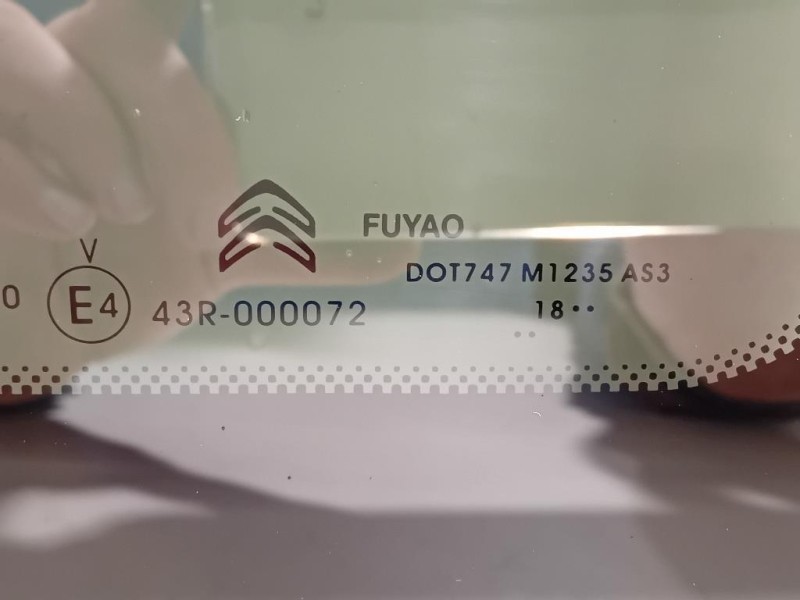 FUYAO
V
DOT747 M1235 AS3
0 E4 43R-000072
18••
••